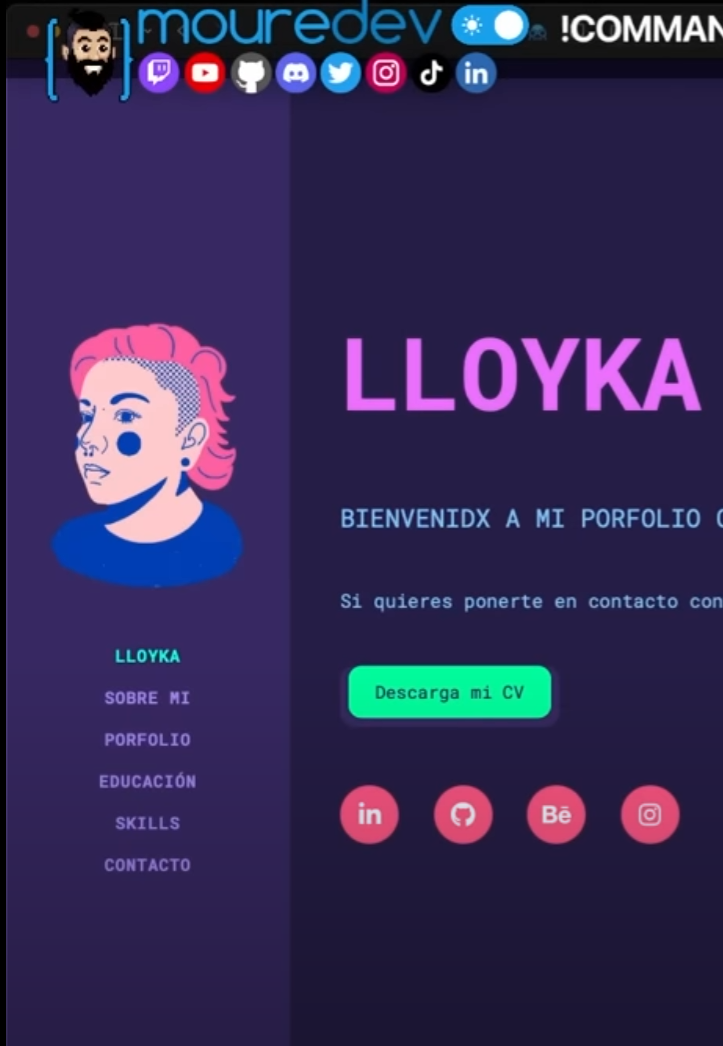 mouredev
!COMMAN
in
LLOYKA
BIENVENIDX A MI PORFOLIO
Si quieres ponerte en contacto con
Descarga mi CV
in
Bē
LLOYKA
SOBRE MI
PORFOLIO
EDUCACIÓN
SKILLS
CONTACTO